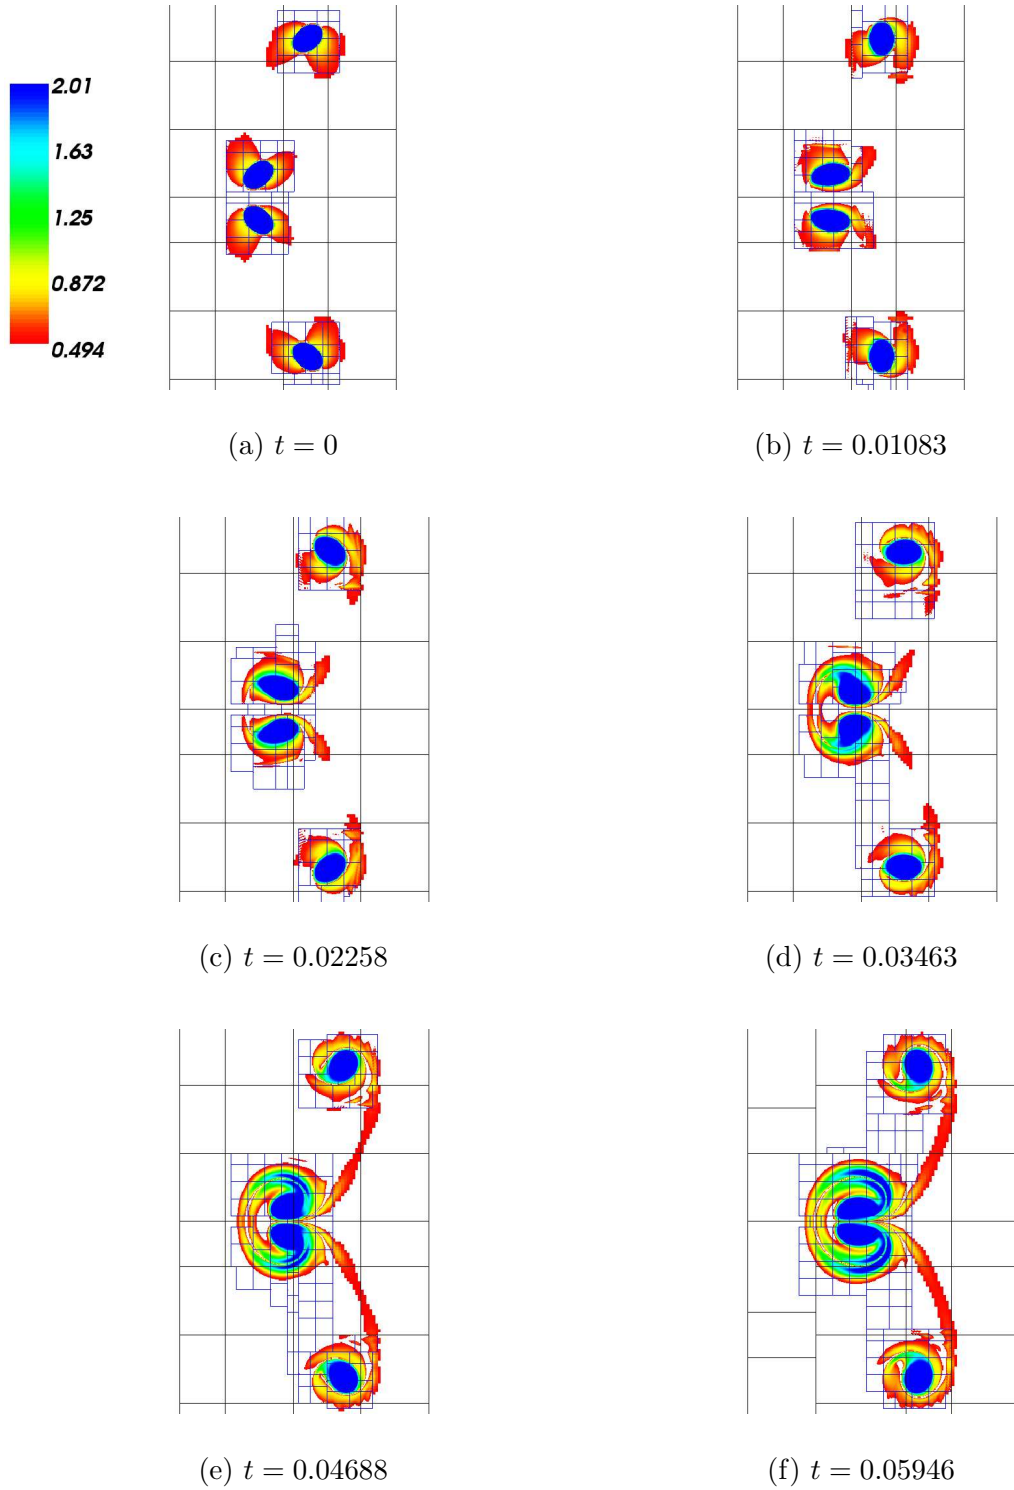 2.01
1.63
1.25
0.872
0.494
(a) t = 0
(b) t = 0.01083
(c) t = 0.02258
(d) t = 0.03463
(e) t = 0.04688
(f) t = 0.05946